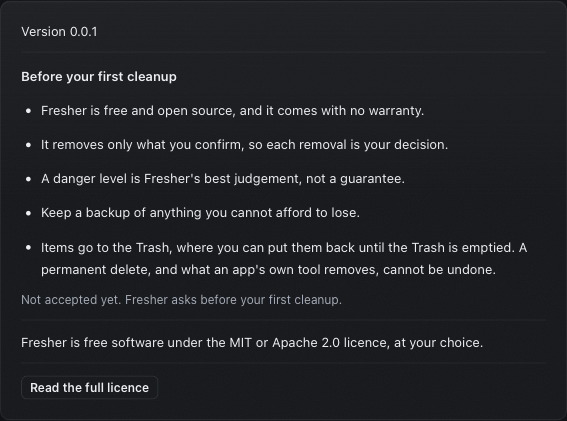 Version 0.0.1
Before your first cleanup
• Fresher is free and open source, and it comes with no warranty.
• It removes only what you confirm, so each removal is your decision.
• A danger level is Fresher's best judgement, not a guarantee.
• Keep a backup of anything you cannot afford to lose.
• Items go to the Trash, where you can put them back until the Trash is emptied. A
permanent delete, and what an app's own tool removes, cannot be undone.
Not accepted yet. Fresher asks before your first cleanup.
Fresher is free software under the MIT or Apache 2.0 licence, at your choice.
Read the full licence